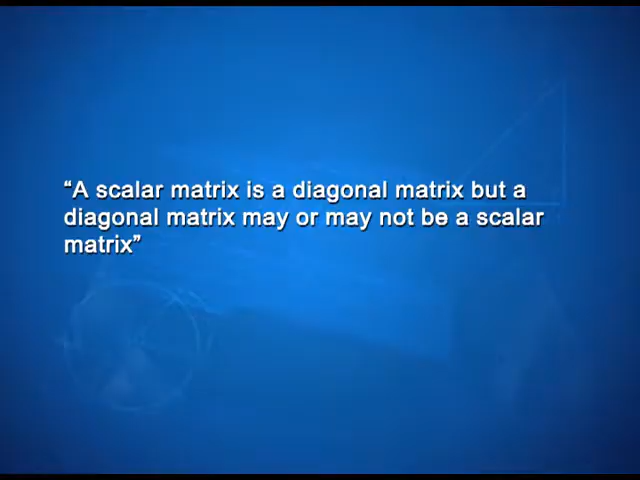 “A scalar matrix is a diagonal matrix but a
diagonal matrix may or may not be a scalar
matrix”